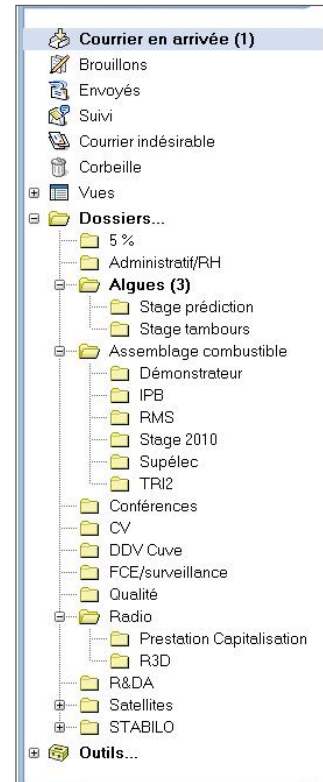 Courrier en arrivée (1)
Brouillons
Envoyés
Suivi
Courrier indésirable
Corbeille
Vues
Dossiers...
5 %
Administratif/RH
Algues (3)
Stage prédiction
Stage tambours
Assemblage combustible
Démonstrateur
IPB
RMS
Stage 2010
Supélec
TRI2
Conférences
CV
DDV Cuve
FCE/surveillance
Qualité
Radio
Prestation Capitalisation
R3D
R&DA
Satellites
STABILO
Outils...